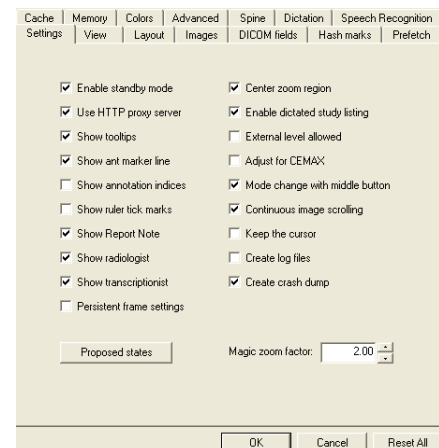 Cache Memory Colors Advanced Spine Dictation Speech Recognition
Settings View Layout Images DICOM fields Hash marks Prefetch
Enable standby mode Center zoom region
Use HTTP proxy server Enable dictated study listing
Show tooltips External level allowed
Show ant marker line Adjust for CEMAX
Show annotation indices Mode change with middle button
Show ruler tick marks Continuous image scrolling
Show Report Note Keep the cursor
Show radiologist Create log files
Show transcriptionist Create crash dump
Persistent frame settings
Proposed states Magic zoom factor: 2.00
OK Cancel Reset All